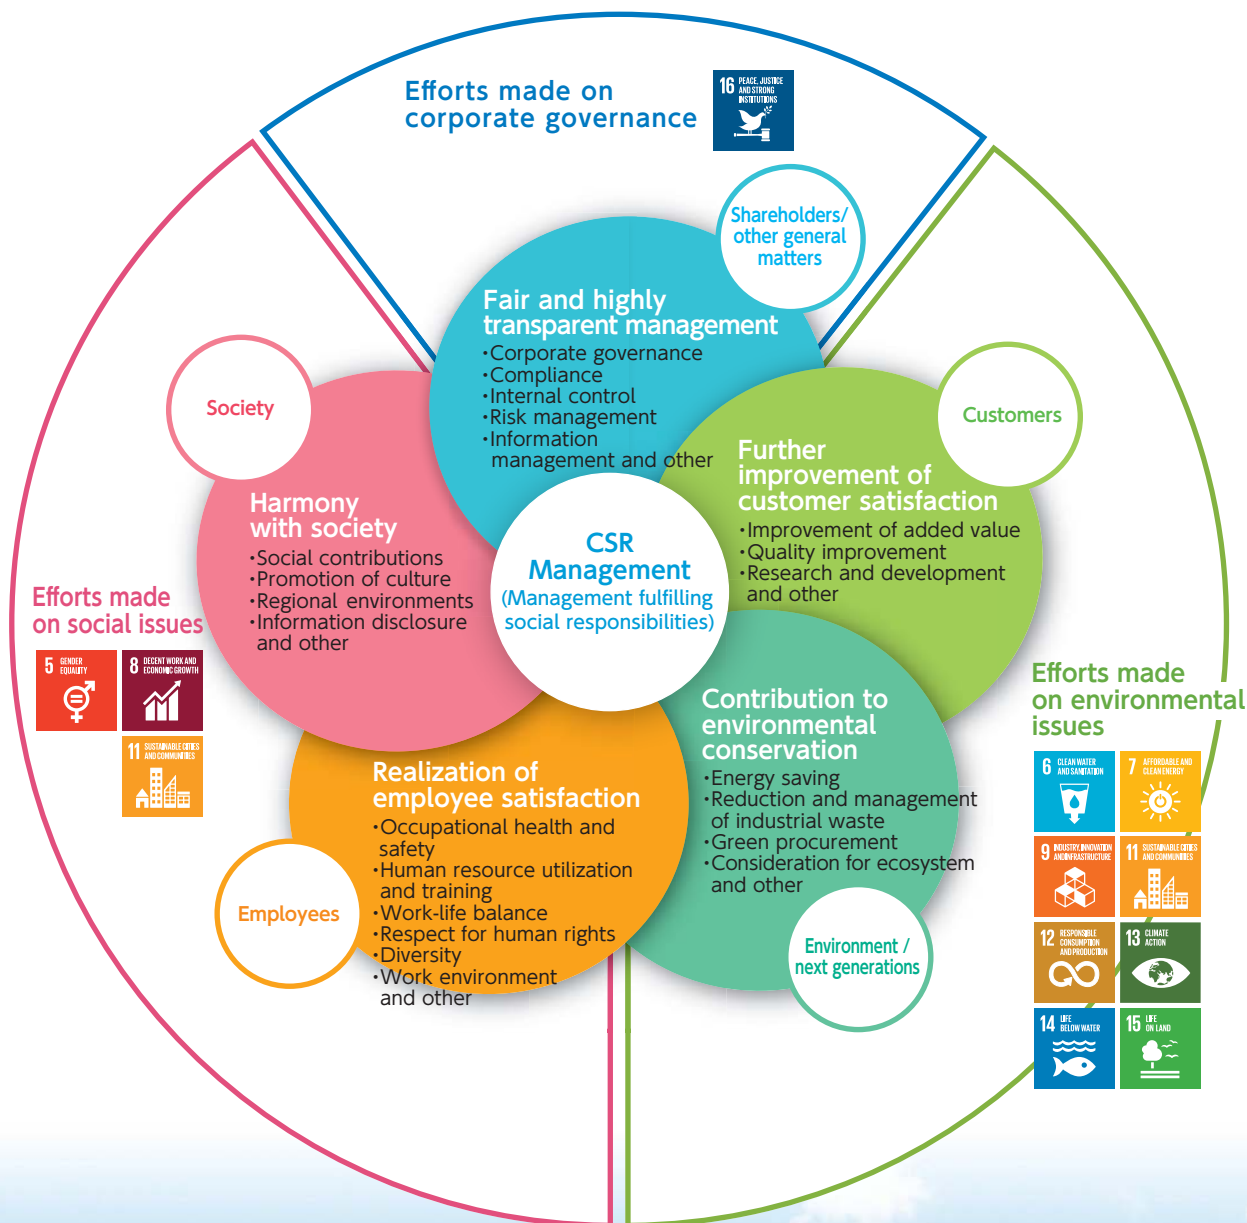 Efforts made on
corporate governance
16 PEACE, JUSTICE
AND STRONG
INSTITUTIONS
Shareholders/
other general
matters
Fair and highly
transparent management
・Corporate governance
・Compliance
・Internal control
・Risk management
・Information
management and other
Society
Harmony
with society
・Social contributions
・Promotion of culture
・Regional environments
・Information disclosure
and other
Customers
Further
improvement of
customer satisfaction
・Improvement of added value
・Quality improvement
・Research and development
and other
CSR
Management
(Management fulfilling
social responsibilities)
Efforts made
on social issues
5 GENDER
EQUALITY
8 DECENT WORK AND
ECONOMIC GROWTH
11 SUSTAINABLE CITIES
AND COMMUNITIES
Realization of
employee satisfaction
・Occupational health and
safety
・Human resource utilization
and training
・Work-life balance
・Respect for human rights
・Diversity
・Work environment
and other
Employees
Contribution to
environmental
conservation
・Energy saving
・Reduction and management
of industrial waste
・Green procurement
・Consideration for ecosystem
and other
Environment /
next generations
Efforts made
on environmental
issues
6 CLEAN WATER
AND SANITATION
7 AFFORDABLE AND
CLEAN ENERGY
9 INDUSTRY, INNOVATION
AND INFRASTRUCTURE
11 SUSTAINABLE CITIES
AND COMMUNITIES
12 RESPONSIBLE
CONSUMPTION
AND PRODUCTION
13 CLIMATE
ACTION
14 LIFE
BELOW WATER
15 LIFE
ON LAND